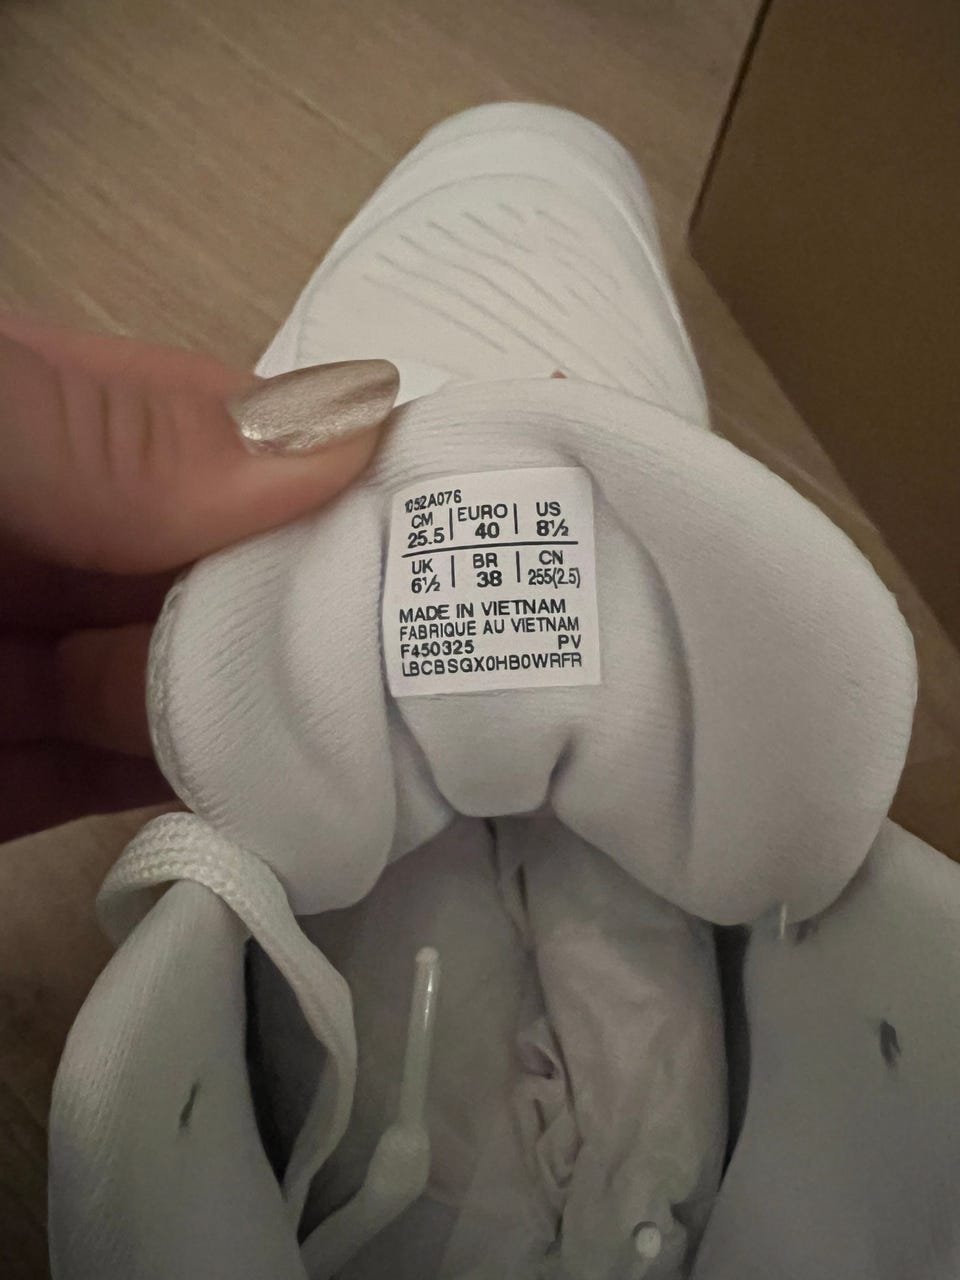 1052A076
CM | EURO | US
25.5 | 40 | 8½
UK | BR | CN
6½ | 38 | 255(2.5)
MADE IN VIETNAM
FABRIQUE AU VIETNAM
F450325 PV
LBCBSGX0HB0WRFR